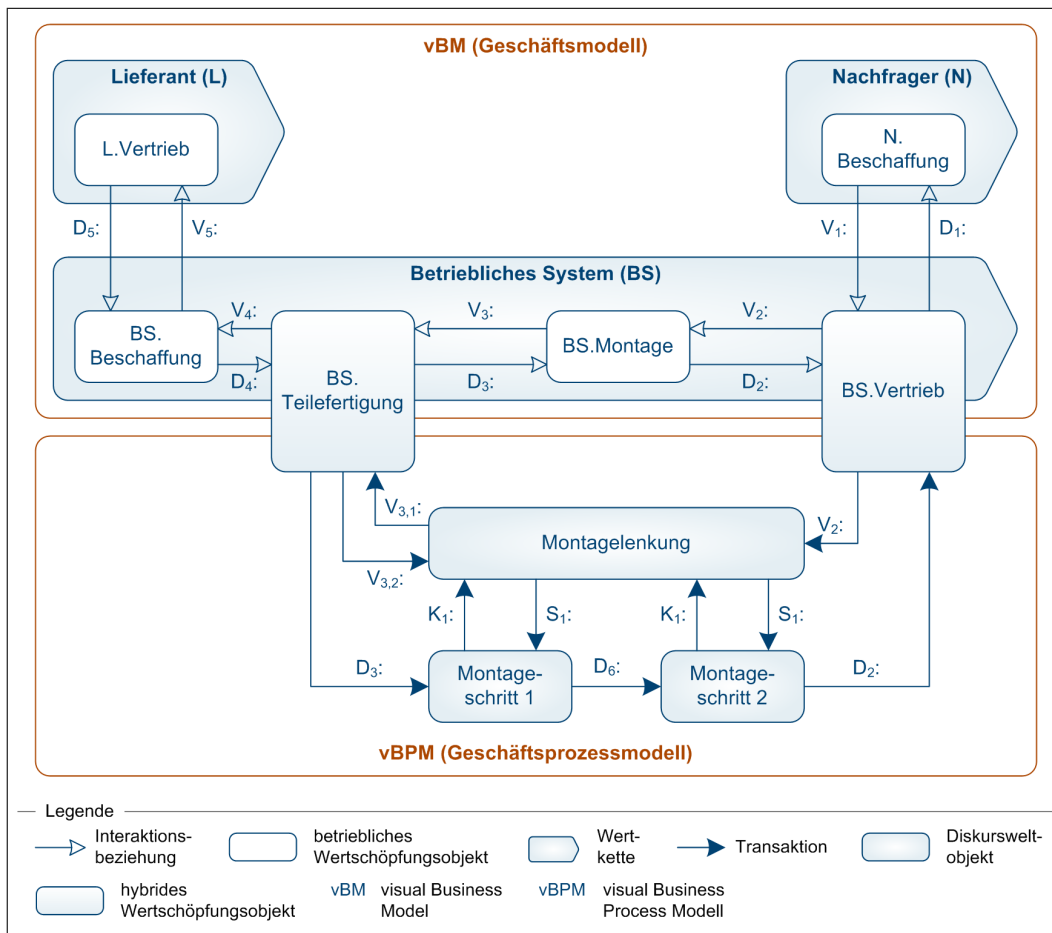 vBM (Geschäftsmodell)
Lieferant (L)
Nachfrager (N)
L.Vertrieb
N.
Beschaffung
D₅:
V₅:
V₁:
D₁:
Betriebliches System (BS)
BS.
Beschaffung
V₄:
D₄:
BS.
Teilefertigung
V₃:
D₃:
BS.Montage
V₂:
D₂:
BS.Vertrieb
V₃,₁:
V₃,₂:
Montagelenkung
V₂:
K₁:
S₁:
K₁:
S₁:
D₃:
Montage-
schritt 1
D₆:
Montage-
schritt 2
D₂:
vBPM (Geschäftsprozessmodell)
Legende
Interaktions-
beziehung
betriebliches
Wertschöpfungsobjekt
Wert-
kette
Transaktion
Diskurswelt-
objekt
hybrides
Wertschöpfungsobjekt
vBM visual Business
Model
vBPM visual Business
Process Modell